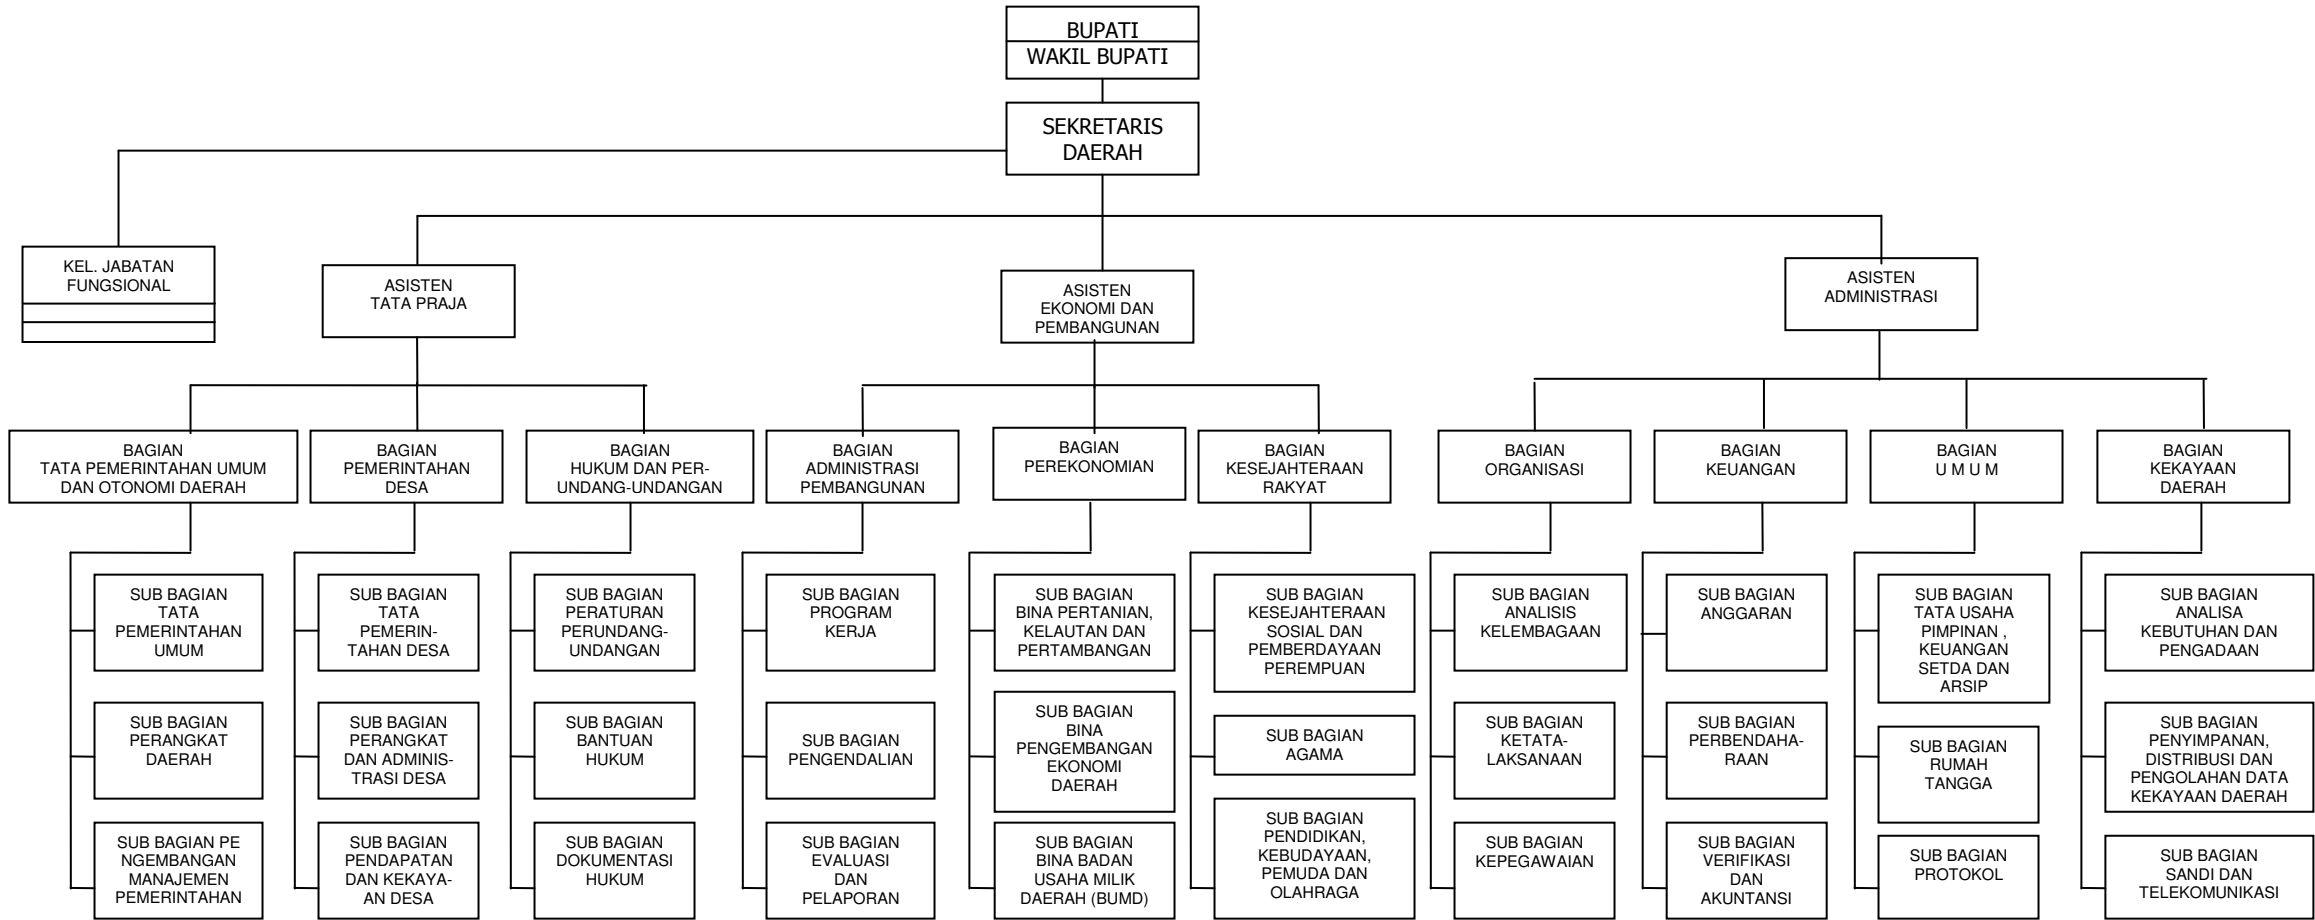 BUPATI
WAKIL BUPATI
SEKRETARIS
DAERAH
KEL. JABATAN
FUNGSIONAL
ASISTEN
TATA PRAJA
ASISTEN
EKONOMI DAN
PEMBANGUNAN
ASISTEN
ADMINISTRASI
BAGIAN
TATA PEMERINTAHAN UMUM
DAN OTONOMI DAERAH
BAGIAN
PEMERINTAHAN
DESA
BAGIAN
HUKUM DAN PER-
UNDANG-UNDANGAN
BAGIAN
ADMINISTRASI
PEMBANGUNAN
BAGIAN
PEREKONOMIAN
BAGIAN
KESEJAHTERAAN
RAKYAT
BAGIAN
ORGANISASI
BAGIAN
KEUANGAN
BAGIAN
U M U M
BAGIAN
KEKAYAAN
DAERAH
SUB BAGIAN
TATA
PEMERINTAHAN
UMUM
SUB BAGIAN
PERANGKAT
DAERAH
SUB BAGIAN PE
NGEMBANGAN
MANAJEMEN
PEMERINTAHAN
SUB BAGIAN
TATA
PEMERIN-
TAHAN DESA
SUB BAGIAN
PERANGKAT
DAN ADMINIS-
TRASI DESA
SUB BAGIAN
PENDAPATAN
DAN KEKAYA-
AN DESA
SUB BAGIAN
PERATURAN
PERUNDANG-
UNDANGAN
SUB BAGIAN
BANTUAN
HUKUM
SUB BAGIAN
DOKUMENTASI
HUKUM
SUB BAGIAN
PROGRAM
KERJA
SUB BAGIAN
PENGENDALIAN
SUB BAGIAN
EVALUASI
DAN
PELAPORAN
SUB BAGIAN
BINA PERTANIAN,
KELAUTAN DAN
PERTAMBANGAN
SUB BAGIAN
BINA
PENGEMBANGAN
EKONOMI
DAERAH
SUB BAGIAN
BINA BADAN
USAHA MILIK
DAERAH (BUMD)
SUB BAGIAN
KESEJAHTERAAN
SOSIAL DAN
PEMBERDAYAAN
PEREMPUAN
SUB BAGIAN
AGAMA
SUB BAGIAN
PENDIDIKAN,
KEBUDAYAAN,
PEMUDA DAN
OLAHRAGA
SUB BAGIAN
ANALISIS
KELEMBAGAAN
SUB BAGIAN
KETATA-
LAKSANAAN
SUB BAGIAN
KEPEGAWAIAN
SUB BAGIAN
ANGGARAN
SUB BAGIAN
PERBENDAHA-
RAAN
SUB BAGIAN
VERIFIKASI
DAN
AKUNTANSI
SUB BAGIAN
TATA USAHA
PIMPINAN ,
KEUANGAN
SETDA DAN
ARSIP
SUB BAGIAN
RUMAH
TANGGA
SUB BAGIAN
PROTOKOL
SUB BAGIAN
ANALISA
KEBUTUHAN DAN
PENGADAAN
SUB BAGIAN
PENYIMPANAN,
DISTRIBUSI DAN
PENGOLAHAN DATA
KEKAYAAN DAERAH
SUB BAGIAN
SANDI DAN
TELEKOMUNIKASI